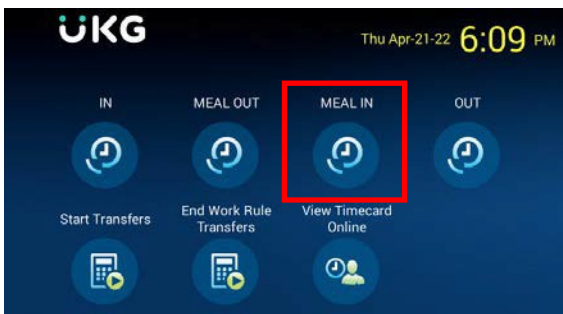 UKG
Thu Apr-21-22 6:09 PM
IN
MEAL OUT
MEAL IN
OUT
Start Transfers
End Work Rule
Transfers
View Timecard
Online